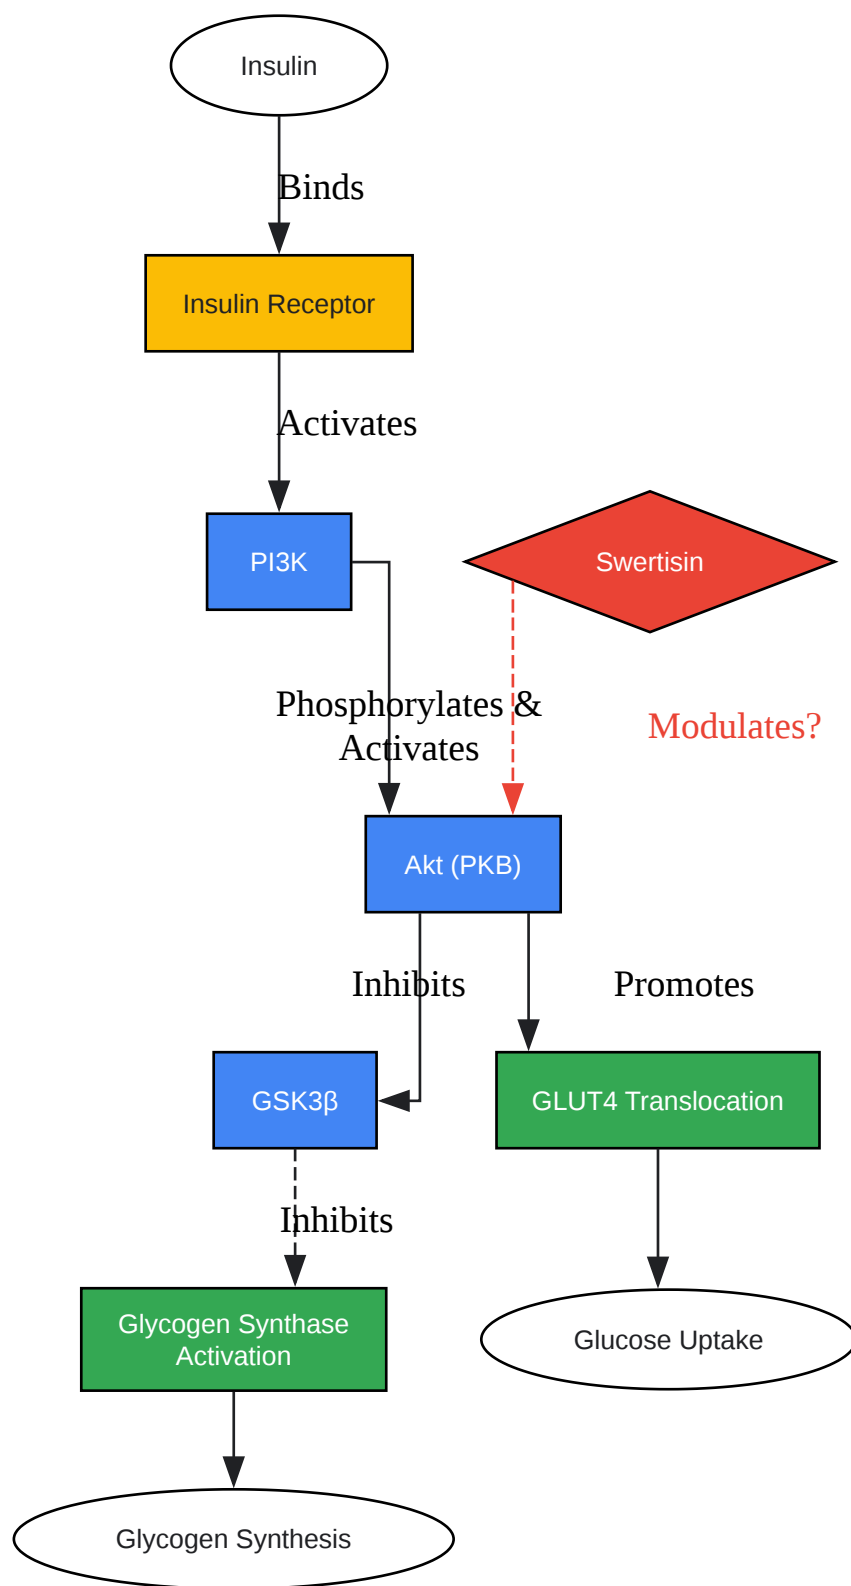 Insulin
Binds
Insulin Receptor
Activates
PI3K
Swertisin
Phosphorylates &
Activates
Modulates?
Akt (PKB)
Inhibits
Promotes
GSK3β
GLUT4 Translocation
Inhibits
Glycogen Synthase
Activation
Glucose Uptake
Glycogen Synthesis